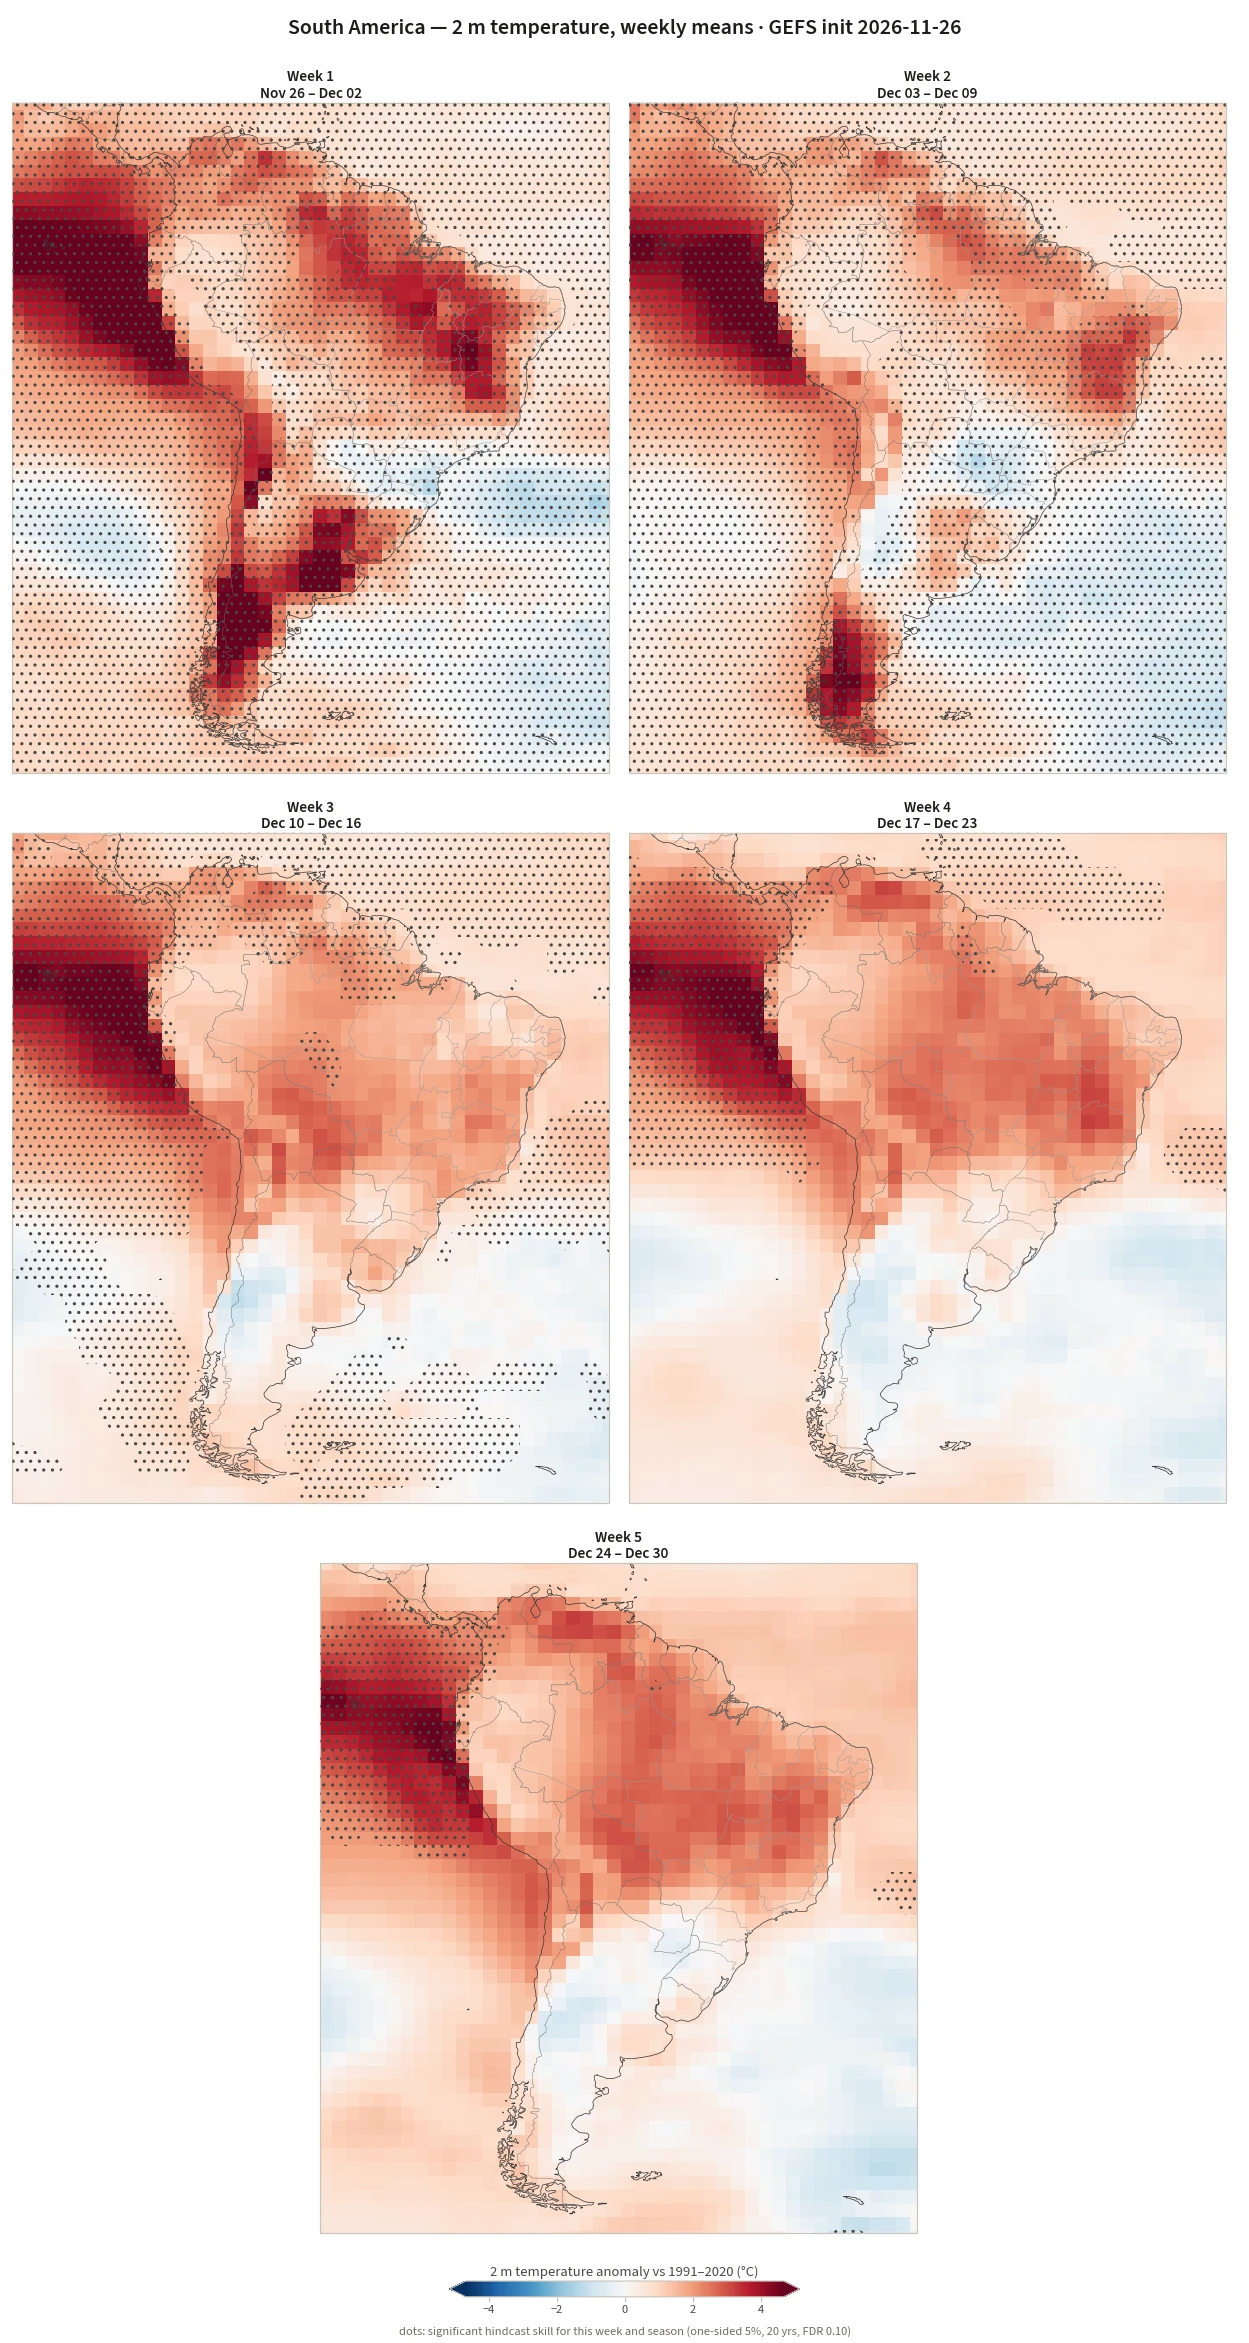 South America — 2 m temperature, weekly means · GEFS init 2026-11-26
Week 1
Nov 26 – Dec 02
Week 2
Dec 03 – Dec 09
Week 3
Dec 10 – Dec 16
Week 4
Dec 17 – Dec 23
Week 5
Dec 24 – Dec 30
2 m temperature anomaly vs 1991–2020 (°C)
−4 −2 0 2 4
dots: significant hindcast skill for this week and season (one-sided 5%, 20 yrs, FDR 0.10)